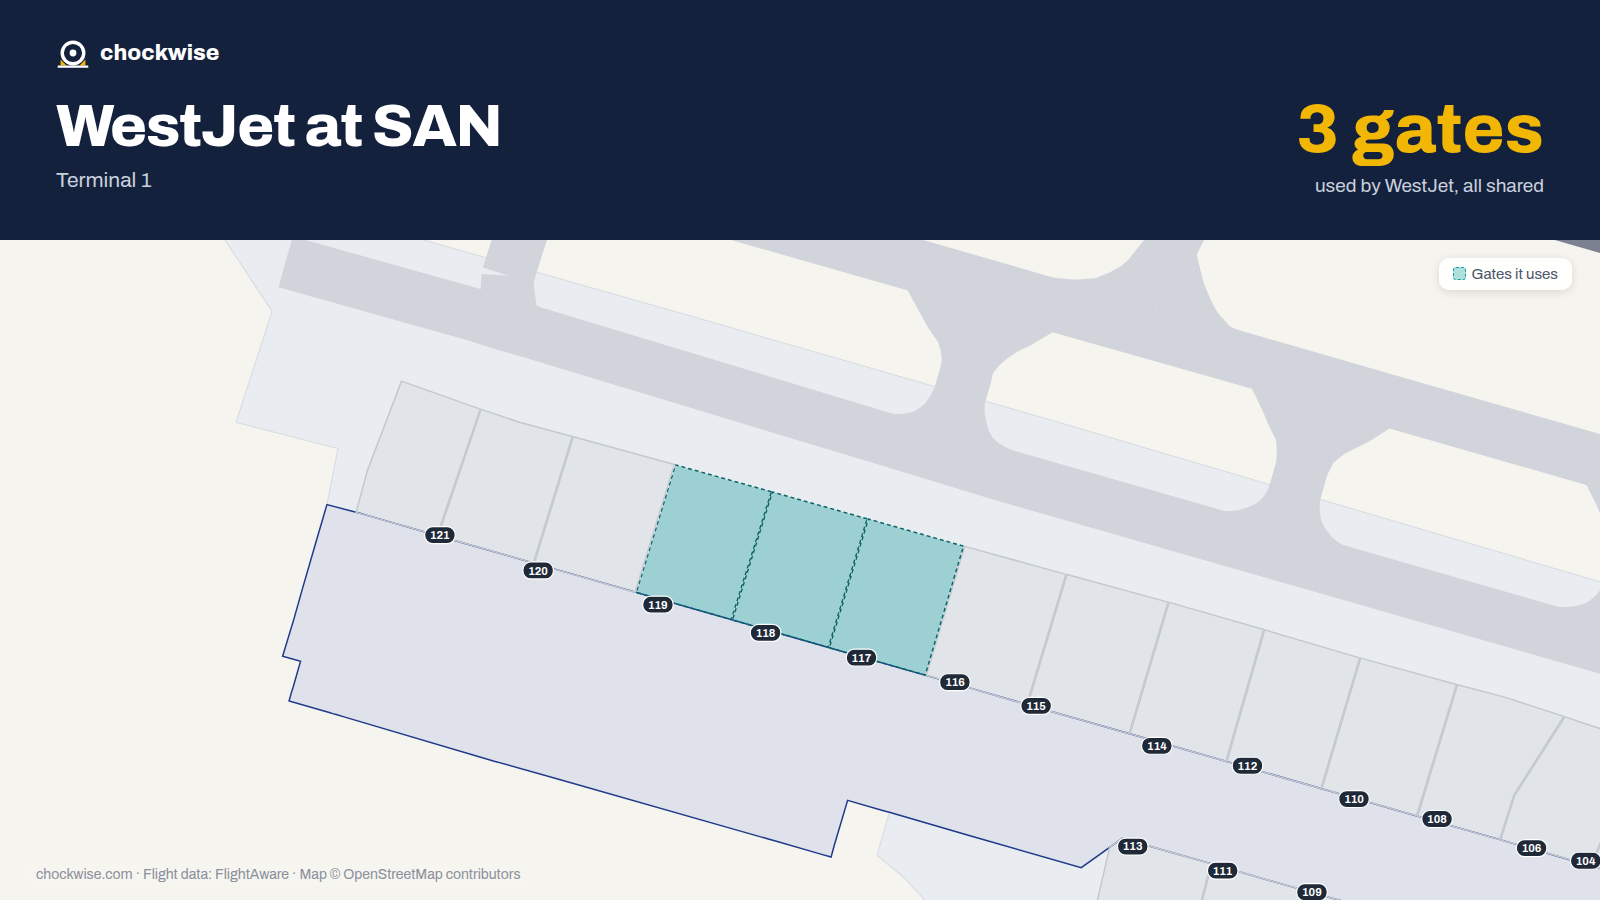 chockwise
WestJet at SAN
Terminal 1
3 gates
used by WestJet, all shared
Gates it uses
121
120
119
118
117
116
115
114
112
110
108
106
104
113
111
109
chockwise.com · Flight data: FlightAware · Map © OpenStreetMap contributors